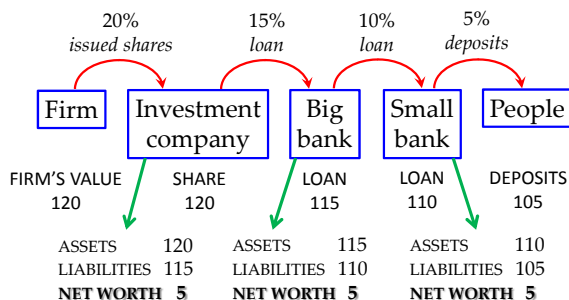 20% 15% 10% 5%
issued shares loan loan deposits
Firm Investment company Big bank Small bank People
FIRM'S VALUE SHARE LOAN LOAN DEPOSITS
120 120 115 110 105
ASSETS 120 ASSETS 115 ASSETS 110
LIABILITIES 115 LIABILITIES 110 LIABILITIES 105
NET WORTH 5 NET WORTH 5 NET WORTH 5